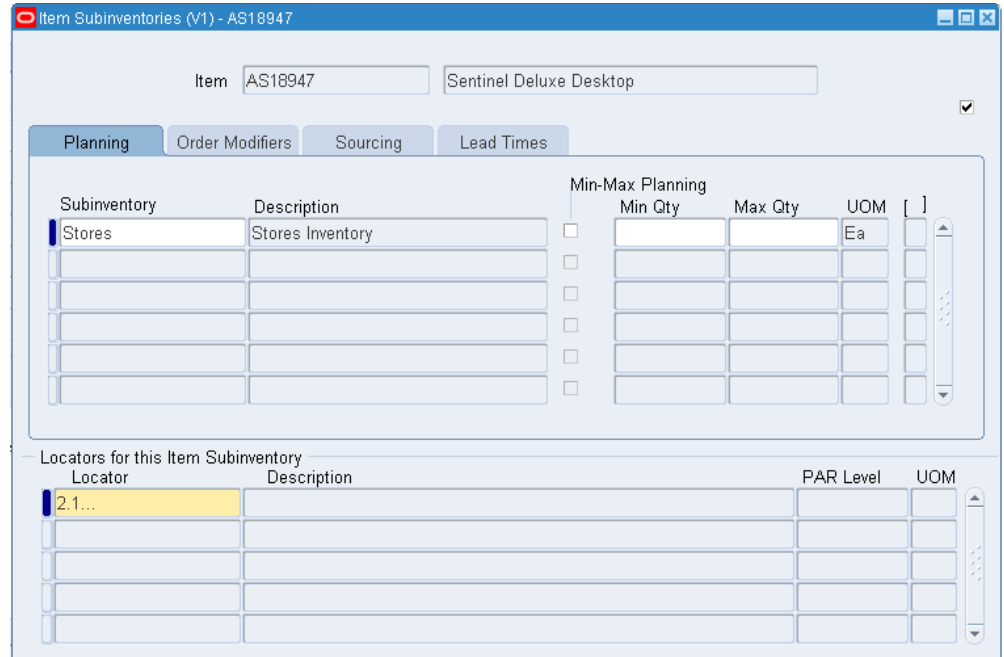 Item Subinventories (V1) - AS18947
Item AS18947 Sentinel Deluxe Desktop
Planning Order Modifiers Sourcing Lead Times
Min-Max Planning
Subinventory Description Min Qty Max Qty UOM [ ]
Stores Stores Inventory Ea
Locators for this Item Subinventory
Locator Description PAR Level UOM
2.1...